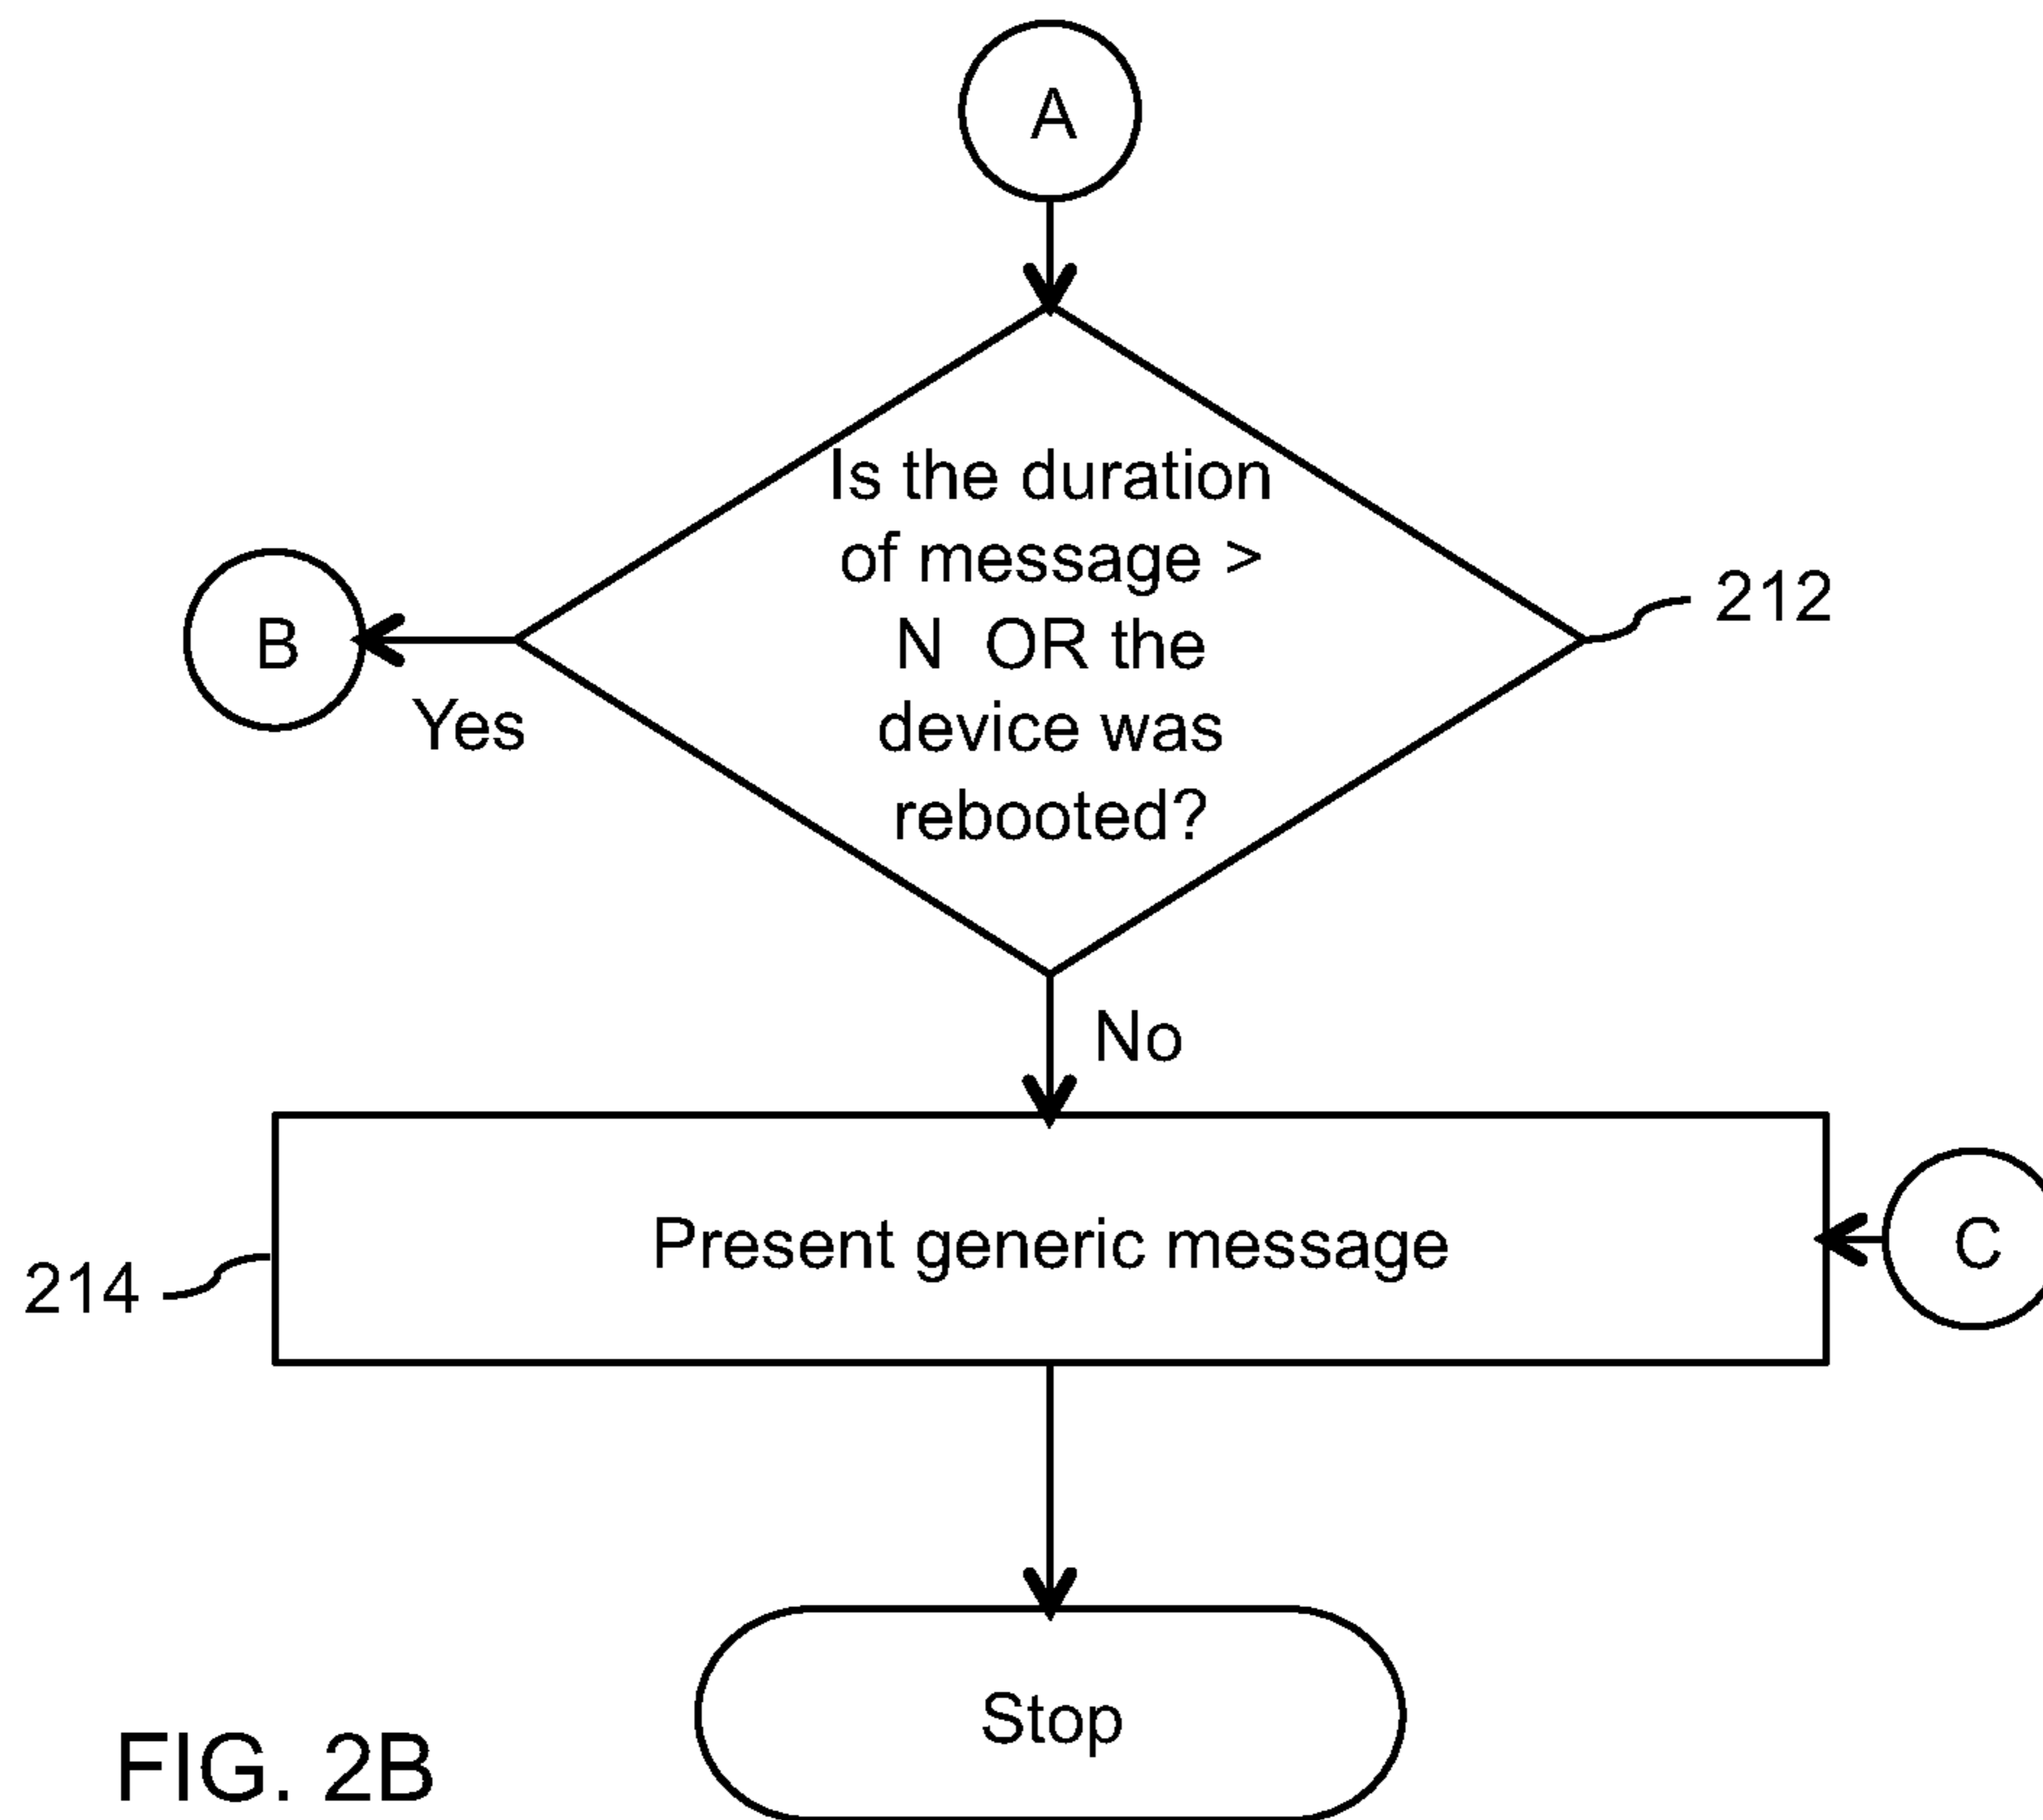 A
Is the duration
of message >
N OR the
device was
rebooted?
212
B
Yes
No
Present generic message
C
214
Stop
FIG. 2B